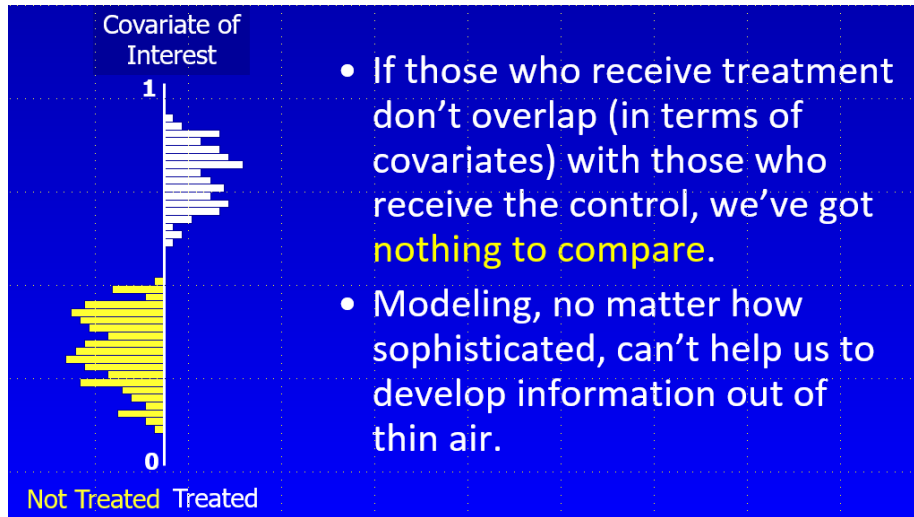 Covariate of
Interest
1
0
Not Treated Treated
• If those who receive treatment
don’t overlap (in terms of
covariates) with those who
receive the control, we’ve got
nothing to compare.
• Modeling, no matter how
sophisticated, can’t help us to
develop information out of
thin air.